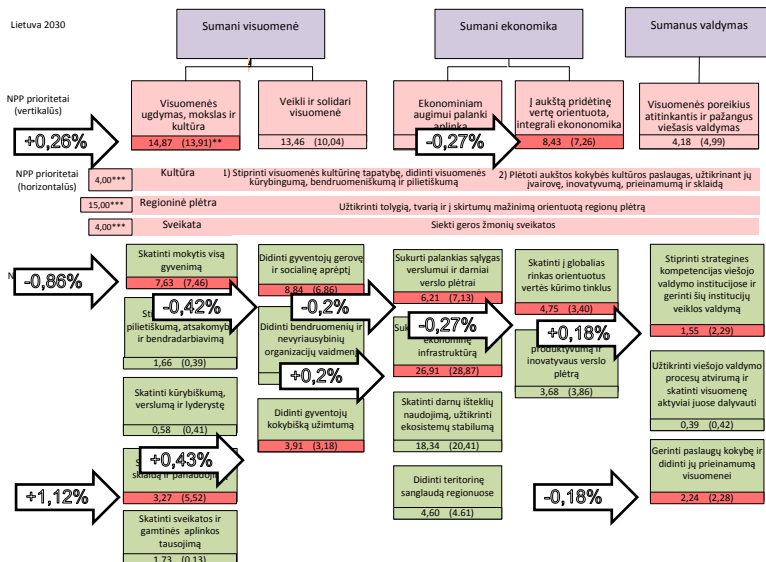 Lietuva 2030
Sumani visuomenė
Sumani ekonomika
Sumanus valdymas
NPP prioritetai
(vertikalūs)
Visuomenės
ugdymas, mokslas ir
kultūra
14,87 (13,91)**
Veikli ir solidari
visuomenė
13,46 (10,04)
Ekonominiam
augimui palanki
aplinka
Į aukštą pridėtinę
vertę orientuota,
integrali ekononomika
8,43 (7,26)
Visuomenės poreikius
atitinkantis ir pažangus
viešasis valdymas
4,18 (4,99)
+0,26%
-0,27%
NPP prioritetai
(horizontalūs)
4,00***
Kultūra
1) Stiprinti visuomenės kultūrinę tapatybę, didinti visuomenės
kūrybingumą, bendruomeniškumą ir pilietiškumą
2) Plėtoti aukštos kokybės kultūros paslaugas, užtikrinant jų
įvairovę, inovatyvumą, prieinamumą ir sklaidą
15,00***
Regioninė plėtra
Užtikrinti tolygią, tvarią ir į skirtumų mažinimą orientuotą regionų plėtrą
4,00***
Sveikata
Siekti geros žmonių sveikatos
-0,86%
Skatinti mokytis visą
gyvenimą
7,63 (7,46)
pilietiškumą, atsakomyb
ir bendradarbiavimą
1,66 (0,39)
Skatinti kūrybiškumą,
verslumą ir lyderystę
0,58 (0,41)
+1,12%
3,27 (5,52)
Skatinti sveikatos ir
gamtinės aplinkos
tausojimą
1,73 (0,13)
Didinti gyventojų gerovę
ir socialinę aprėptį
8,84 (6,86)
-0,42%
Didinti bendruomenių ir
nevyriausybinių
organizacijų vaidmenį
+0,43%
Didinti gyventojų
kokybišką užimtumą
3,91 (3,18)
Sukurti palankias sąlygas
verslumui ir darniai
verslo plėtrai
6,21 (7,13)
-0,2%
ekonominę
infrastruktūrą
26,91 (28,87)
+0,2%
Skatinti darnų išteklių
naudojimą, užtikrinti
ekosistemų stabilumą
18,34 (20,41)
Didinti teritorinę
sanglaudą regionuose
4,60 (4.61)
Skatinti į globalias
rinkas orientuotus
vertės kūrimo tinklus
4,75 (3,40)
-0,27%
produktyvumą ir
inovatyvaus verslo
plėtrą
3,68 (3,86)
+0,18%
Stiprinti strategines
kompetencijas viešojo
valdymo institucijose ir
gerinti šių institucijų
veiklos valdymą
1,55 (2,29)
Užtikrinti viešojo valdymo
procesų atvirumą ir
skatinti visuomenę
aktyviai juose dalyvauti
0,39 (0,42)
-0,18%
Gerinti paslaugų kokybę ir
didinti jų prieinamumą
visuomenei
2,24 (2,28)